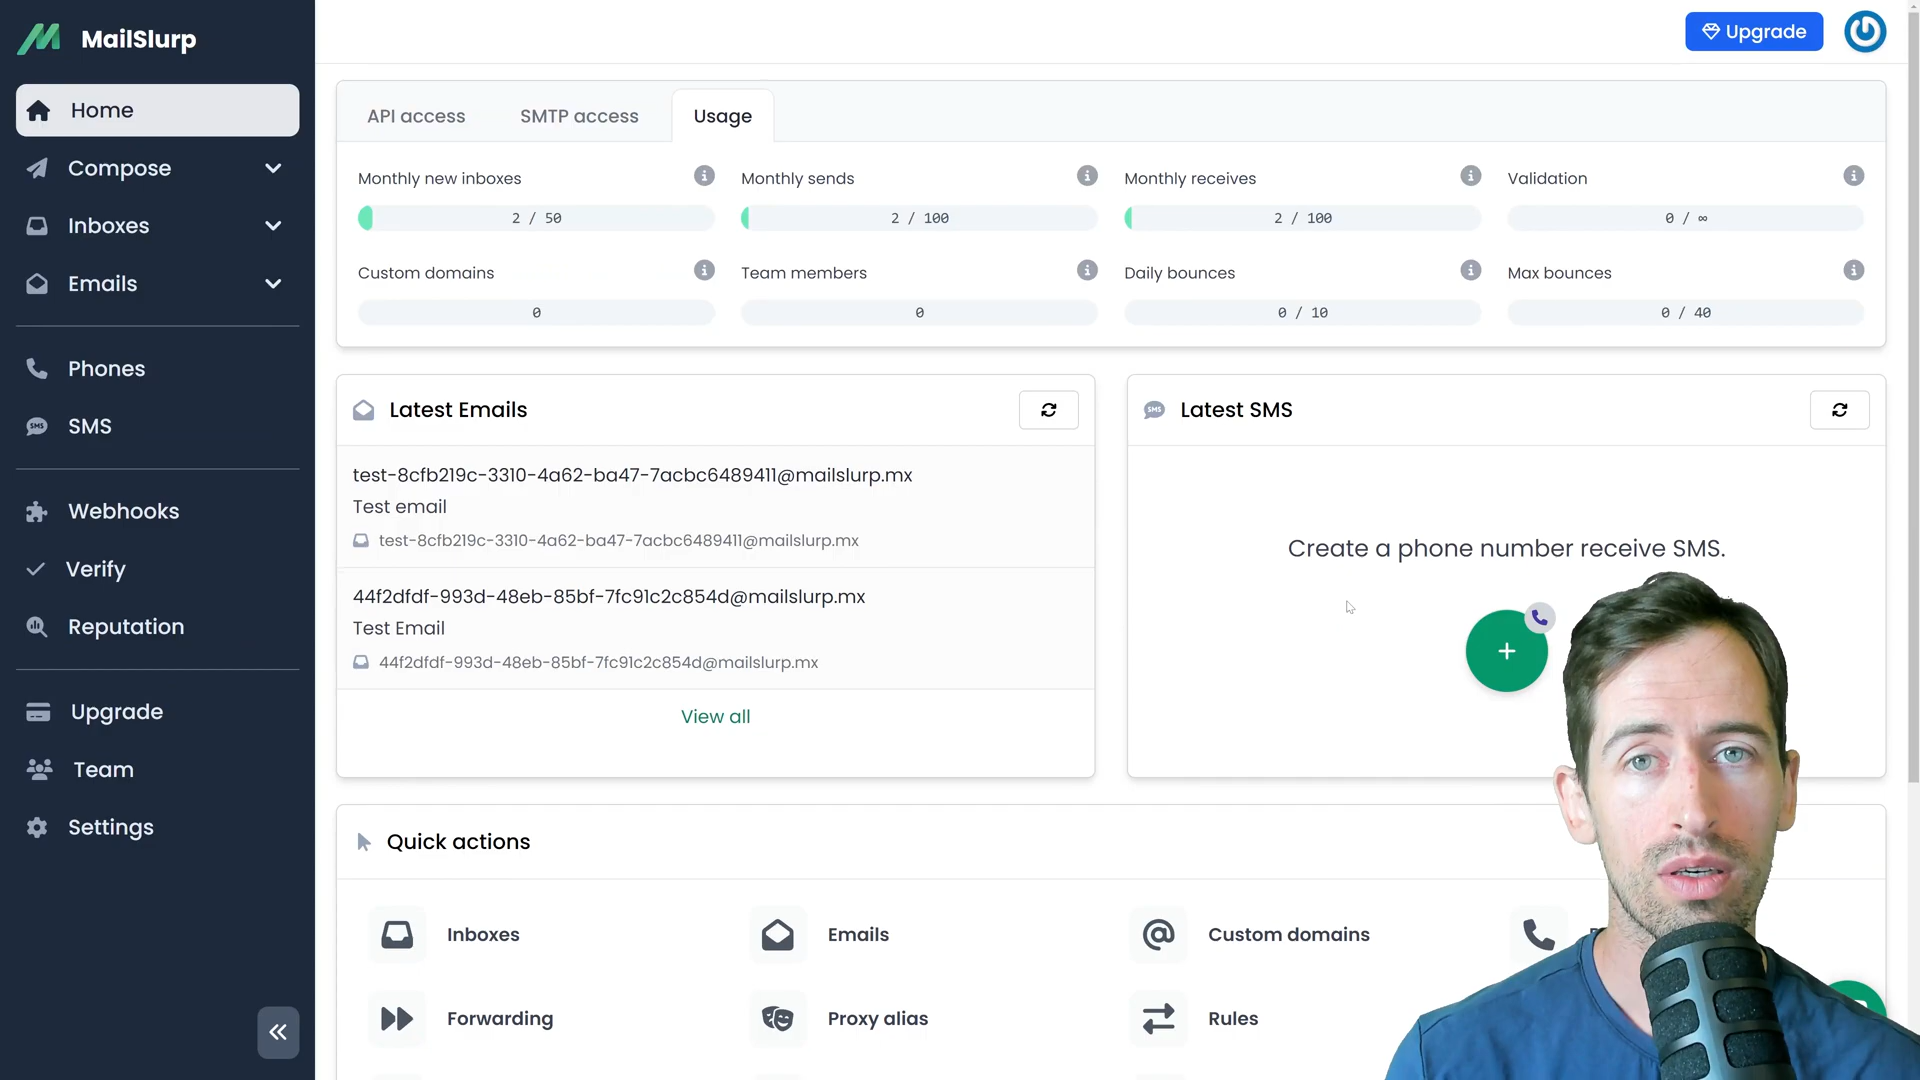 MailSlurp
Upgrade
Home
Compose
Inboxes
Emails
Phones
SMS
SMS
Webhooks
Verify
Reputation
Upgrade
Team
Settings
API access
SMTP access
Usage
Monthly new inboxes
2 / 50
Monthly sends
2 / 100
Monthly receives
2 / 100
Validation
0 / ∞
Custom domains
0
Team members
0
Daily bounces
0 / 10
Max bounces
0 / 40
Latest Emails
test-8cfb219c-3310-4a62-ba47-7acbc6489411@mailslurp.mx
Test email
test-8cfb219c-3310-4a62-ba47-7acbc6489411@mailslurp.mx
44f2dfdf-993d-48eb-85bf-7fc91c2c854d@mailslurp.mx
Test Email
44f2dfdf-993d-48eb-85bf-7fc91c2c854d@mailslurp.mx
View all
SMS
Latest SMS
Create a phone number receive SMS.
Quick actions
Inboxes
Emails
Custom domains
Forwarding
Proxy alias
Rules